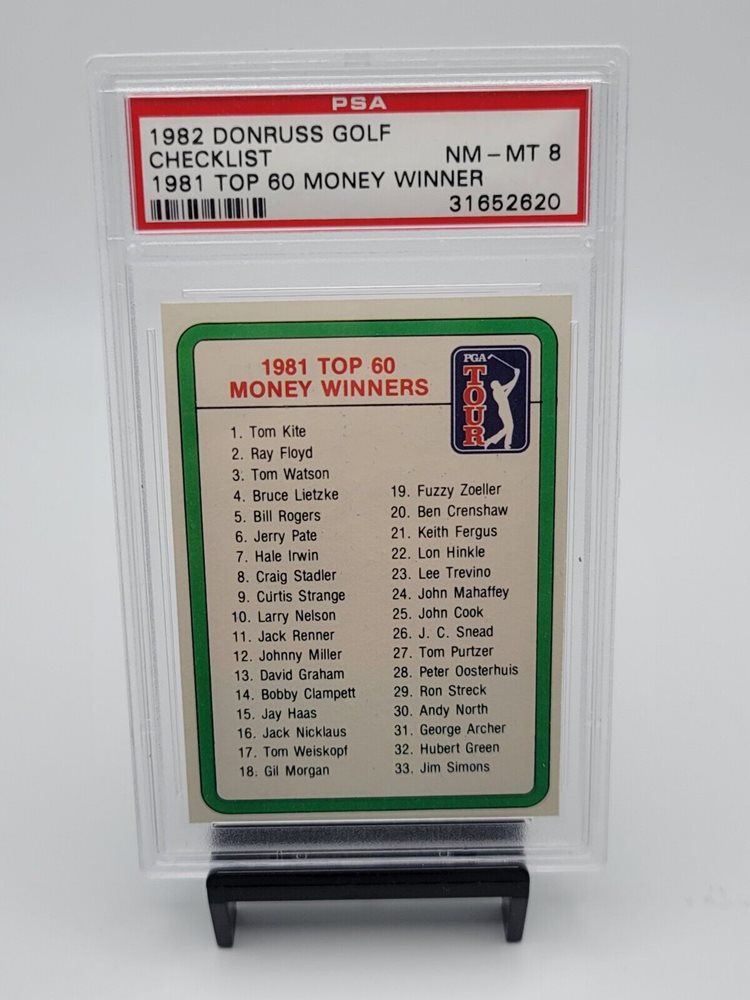 PSA
1982 DONRUSS GOLF
CHECKLIST NM – MT 8
1981 TOP 60 MONEY WINNER
31652620
1981 TOP 60
MONEY WINNERS
PGA
TOUR
1. Tom Kite
2. Ray Floyd
3. Tom Watson
4. Bruce Lietzke
5. Bill Rogers
6. Jerry Pate
7. Hale Irwin
8. Craig Stadler
9. Curtis Strange
10. Larry Nelson
11. Jack Renner
12. Johnny Miller
13. David Graham
14. Bobby Clampett
15. Jay Haas
16. Jack Nicklaus
17. Tom Weiskopf
18. Gil Morgan
19. Fuzzy Zoeller
20. Ben Crenshaw
21. Keith Fergus
22. Lon Hinkle
23. Lee Trevino
24. John Mahaffey
25. John Cook
26. J. C. Snead
27. Tom Purtzer
28. Peter Oosterhuis
29. Ron Streck
30. Andy North
31. George Archer
32. Hubert Green
33. Jim Simons